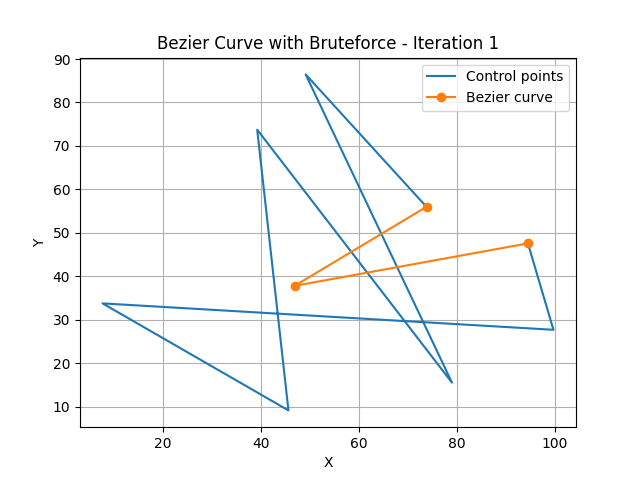 Bezier Curve with Bruteforce - Iteration 1
Control points
Bezier curve
90
80
70
60
50
40
30
20
10
Y
20 40 60 80 100
X